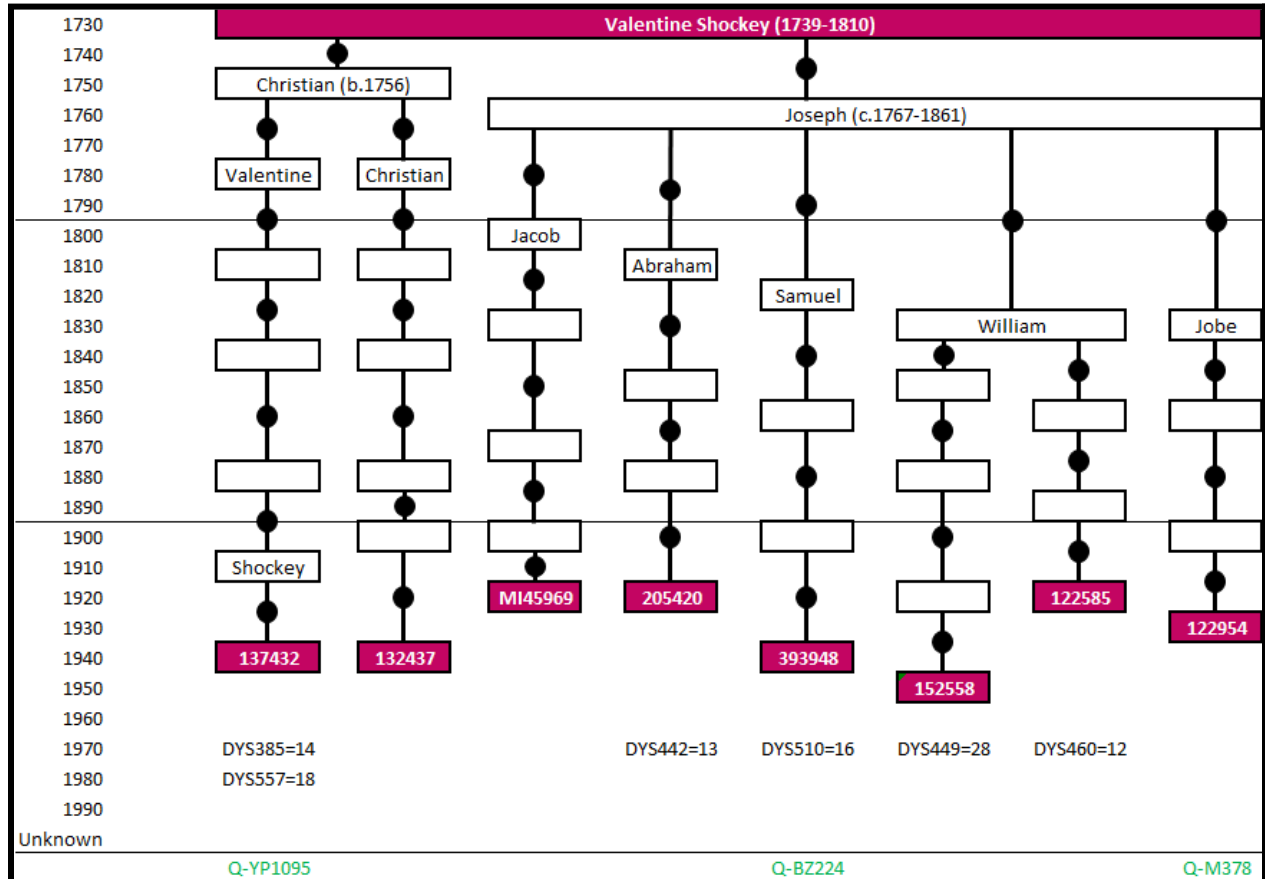 1730 Valentine Shockey (1739-1810)
1740
1750 Christian (b.1756)
1760 Joseph (c.1767-1861)
1770
1780 Valentine Christian
1790
1800 Jacob
1810 Abraham
1820 Samuel
1830 William Jobe
1840
1850
1860
1870
1880
1890
1900
1910 Shockey
1920 MI45969 205420 122585
1930 122954
1940 137432 132437 393948
1950 152558
1960
1970 DYS385=14 DYS442=13 DYS510=16 DYS449=28 DYS460=12
1980 DYS557=18
1990
Unknown
Q-YP1095 Q-BZ224 Q-M378